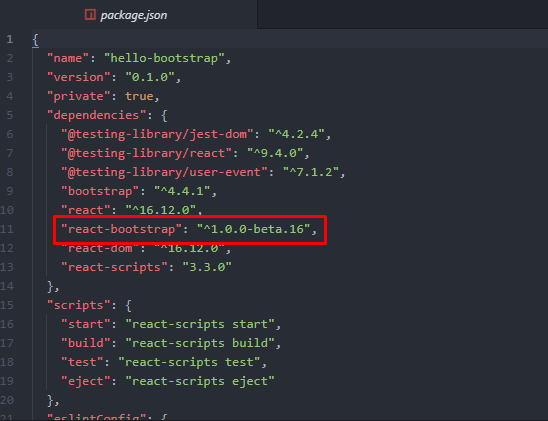 package.json
1 {
2 "name": "hello-bootstrap",
3 "version": "0.1.0",
4 "private": true,
5 "dependencies": {
6 "@testing-library/jest-dom": "^4.2.4",
7 "@testing-library/react": "^9.4.0",
8 "@testing-library/user-event": "^7.1.2",
9 "bootstrap": "^4.4.1",
10 "react": "^16.12.0",
11 "react-bootstrap": "^1.0.0-beta.16",
12 "react-dom": "^16.12.0",
13 "react-scripts": "3.3.0"
14 },
15 "scripts": {
16 "start": "react-scripts start",
17 "build": "react-scripts build",
18 "test": "react-scripts test",
19 "eject": "react-scripts eject"
20 },
21 "eslintConfig": {